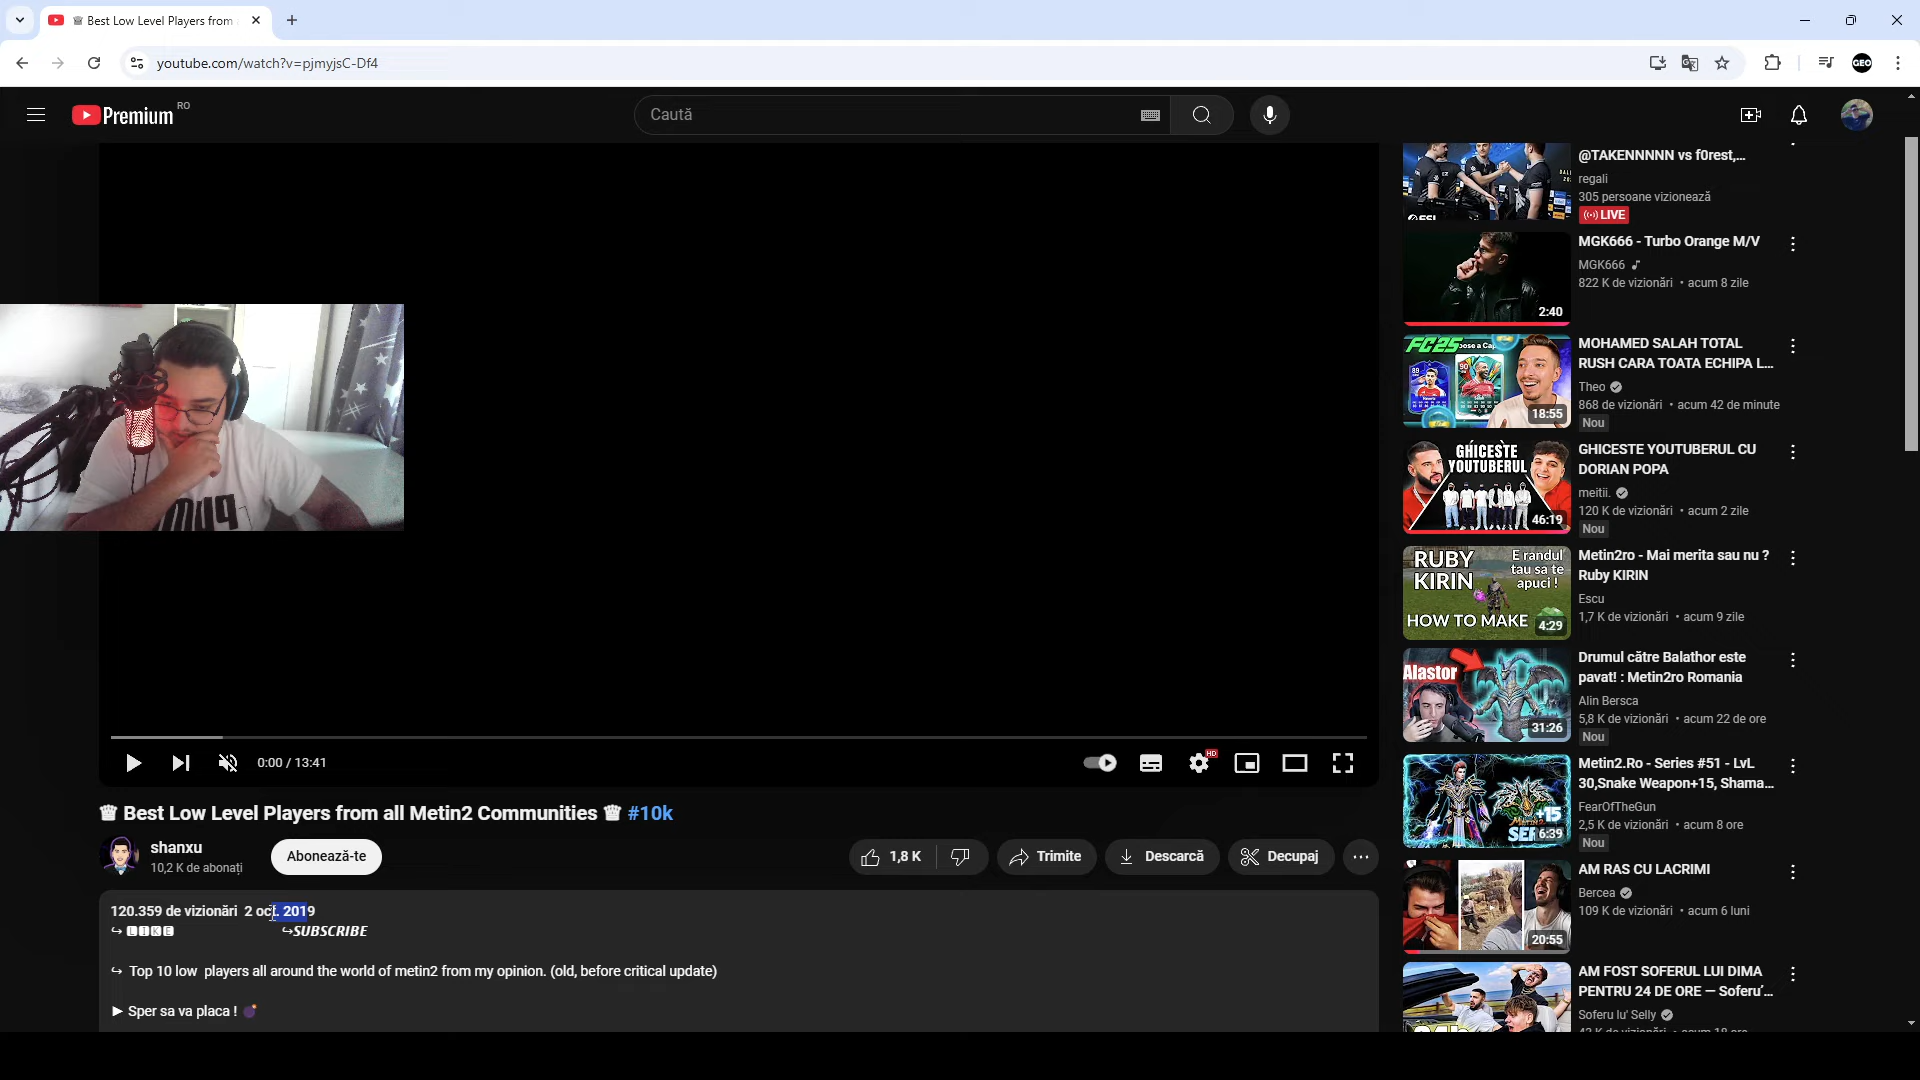 Best Low Level Players from
youtube.com/watch?v=pjmyjsC-Df4
GEO
Premium RO
Caută
@TAKENNNNN vs f0rest,...
regali
305 persoane vizionează
LIVE
MGK666 - Turbo Orange M/V
MGK666
822 K de vizionări • acum 8 zile
2:40
MOHAMED SALAH TOTAL
RUSH CARA TOATA ECHIPA L...
Theo
868 de vizionări • acum 42 de minute
Nou
FC25
18:55
GHICESTE YOUTUBERUL CU
DORIAN POPA
meitii.
120 K de vizionări • acum 2 zile
Nou
GHICEȘTE
YOUTUBERUL
46:19
Metin2ro - Mai merita sau nu ?
Ruby KIRIN
Escu
1,7 K de vizionări • acum 9 zile
RUBY
KIRIN
E randul
tau sa te
apuci !
HOW TO MAKE
4:29
Drumul către Balathor este
pavat! : Metin2ro Romania
Alin Bersca
5,8 K de vizionări • acum 22 de ore
Nou
Alastor
31:26
Metin2.Ro - Series #51 - LvL
30,Snake Weapon+15, Shama...
FearOfTheGun
2,5 K de vizionări • acum 8 ore
Nou
+15
6:39
AM RAS CU LACRIMI
Bercea
109 K de vizionări • acum 6 luni
20:55
AM FOST SOFERUL LUI DIMA
PENTRU 24 DE ORE — Soferu'...
Soferu lu' Selly
0:00 / 13:41
HD
♕ Best Low Level Players from all Metin2 Communities ♕ #10k
shanxu
10,2 K de abonați
Abonează-te
1,8 K
Trimite
Descarcă
Decupaj
120.359 de vizionări 2 oct. 2019
↪ LIKE ↪SUBSCRIBE
↪ Top 10 low players all around the world of metin2 from my opinion. (old, before critical update)
► Sper sa va placa !